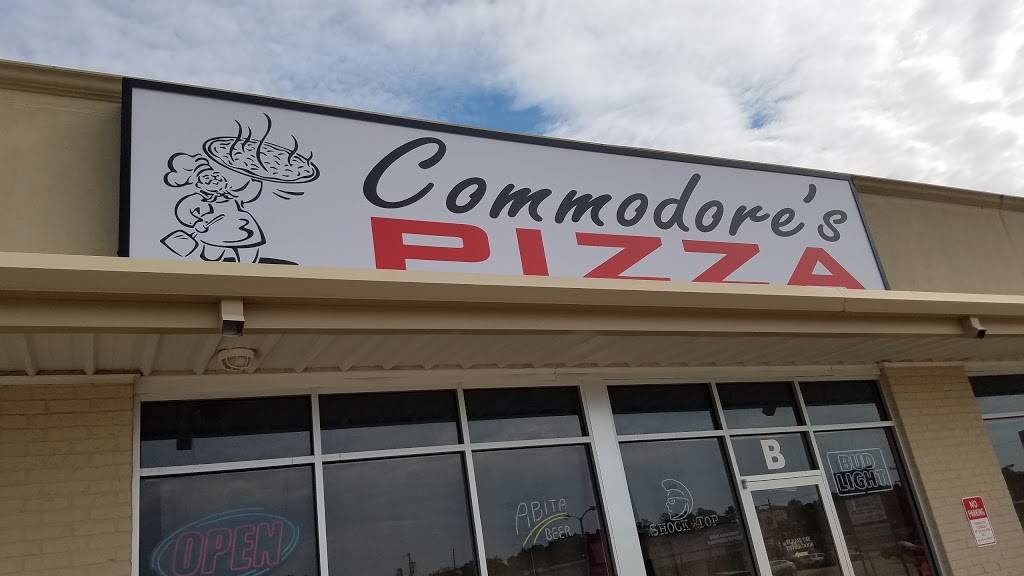 Commodore's
PIZZA
OPEN
ABITA
BEER
SHOCK TOP
B
BUD
LIGHT
NO
PARKING